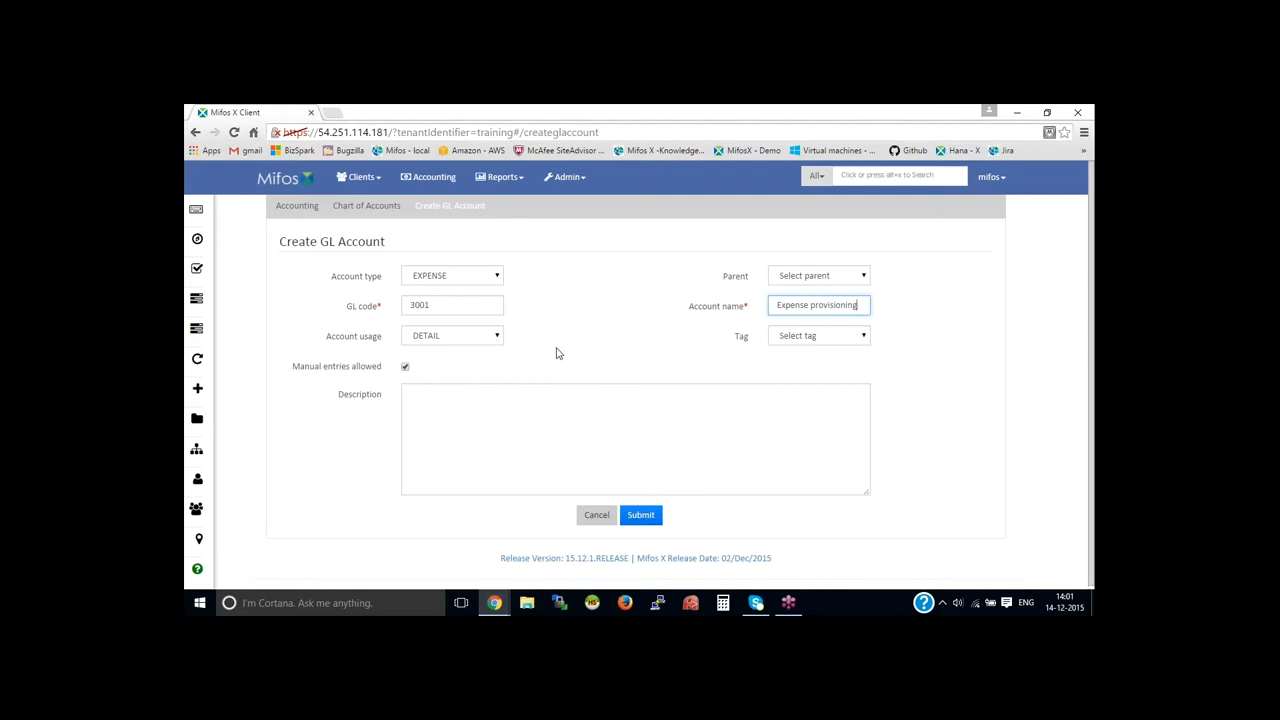 Mifos X Client
https://54.251.114.181/?tenantIdentifier=training#/createglaccount
Apps gmail BizSpark Bugzilla Mifos - local Amazon - AWS McAfee SiteAdvisor ... Mifos X -Knowledge... MifosX - Demo Virtual machines - ... Github Hana - X Jira »
Mifos Clients Accounting Reports Admin All Click or press alt+x to Search mifos
Accounting Chart of Accounts Create GL Account
Create GL Account
Account type EXPENSE Parent Select parent
GL code* 3001 Account name* Expense provisioning
Account usage DETAIL Tag Select tag
Manual entries allowed
Description
Cancel Submit
Release Version: 15.12.1.RELEASE | Mifos X Release Date: 02/Dec/2015
I'm Cortana. Ask me anything. ENG 14:01
14-12-2015